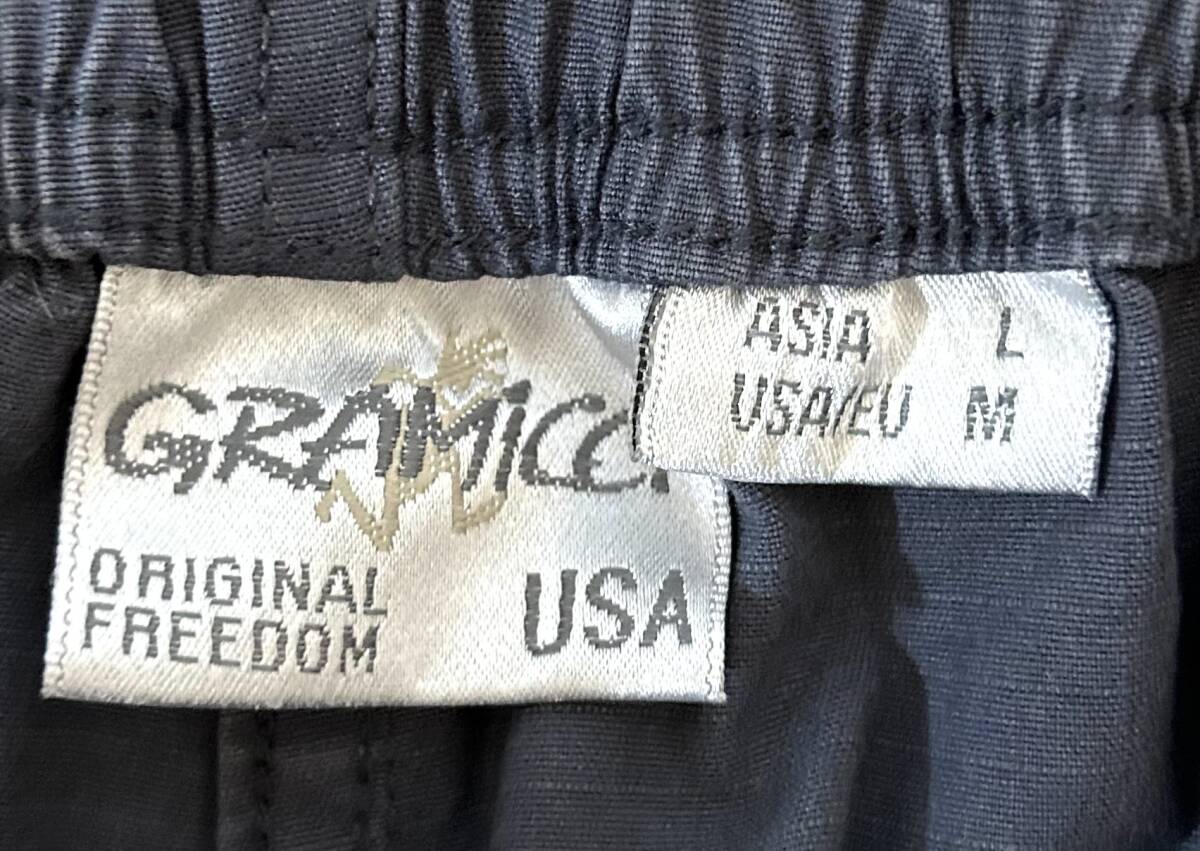 GRAMiCCi
ORIGINAL
FREEDOM
USA
ASIA L
USA/EU M